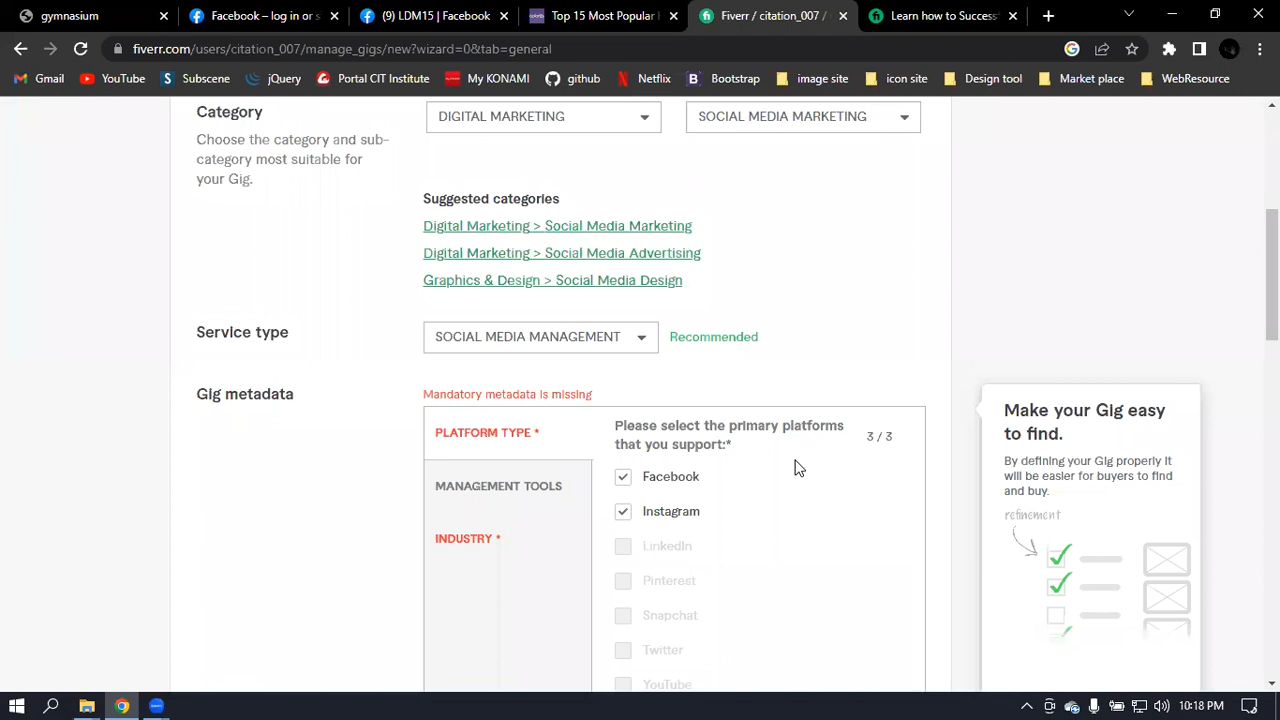 gymnasium
Facebook – log in or s
(9) LDM15 | Facebook
Top 15 Most Popular
Fiverr / citation_007 /
Learn how to Success
fiverr.com/users/citation_007/manage_gigs/new?wizard=0&tab=general
Gmail YouTube Subscene jQuery Portal CIT Institute My KONAMI github Netflix Bootstrap image site icon site Design tool Market place WebResource
Category
Choose the category and sub-
category most suitable for
your Gig.
DIGITAL MARKETING
SOCIAL MEDIA MARKETING
Suggested categories
Digital Marketing > Social Media Marketing
Digital Marketing > Social Media Advertising
Graphics & Design > Social Media Design
Service type
SOCIAL MEDIA MANAGEMENT
Recommended
Gig metadata
Mandatory metadata is missing
PLATFORM TYPE *
MANAGEMENT TOOLS
INDUSTRY *
Please select the primary platforms
that you support:*
3 / 3
Facebook
Instagram
LinkedIn
Pinterest
Snapchat
Twitter
YouTube
Make your Gig easy
to find.
By defining your Gig properly it
will be easier for buyers to find
and buy.
refinement
10:18 PM